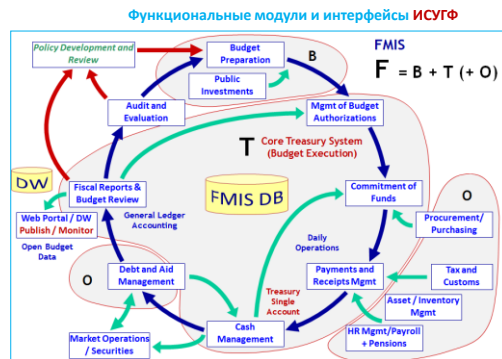 Функциональные модули и интерфейсы ИСУГФ
Policy Development and
Review
Budget
Preparation
B
FMIS
F = B + T (+ O)
Public
Investments
Audit and
Evaluation
Mgmt of Budget
Authorizations
T Core Treasury System
(Budget Execution)
DW
Fiscal Reports &
Budget Review
FMIS DB
Commitment of
Funds
O
Web Portal / DW
Publish / Monitor
General Ledger
Accounting
Procurement/
Purchasing
Open Budget
Data
Daily
Operations
O
Debt and Aid
Management
Payments and
Receipts Mgmt
Tax and
Customs
Treasury
Single
Account
Asset / Inventory
Mgmt
Market Operations
/ Securities
Cash
Management
HR Mgmt/Payroll
+ Pensions